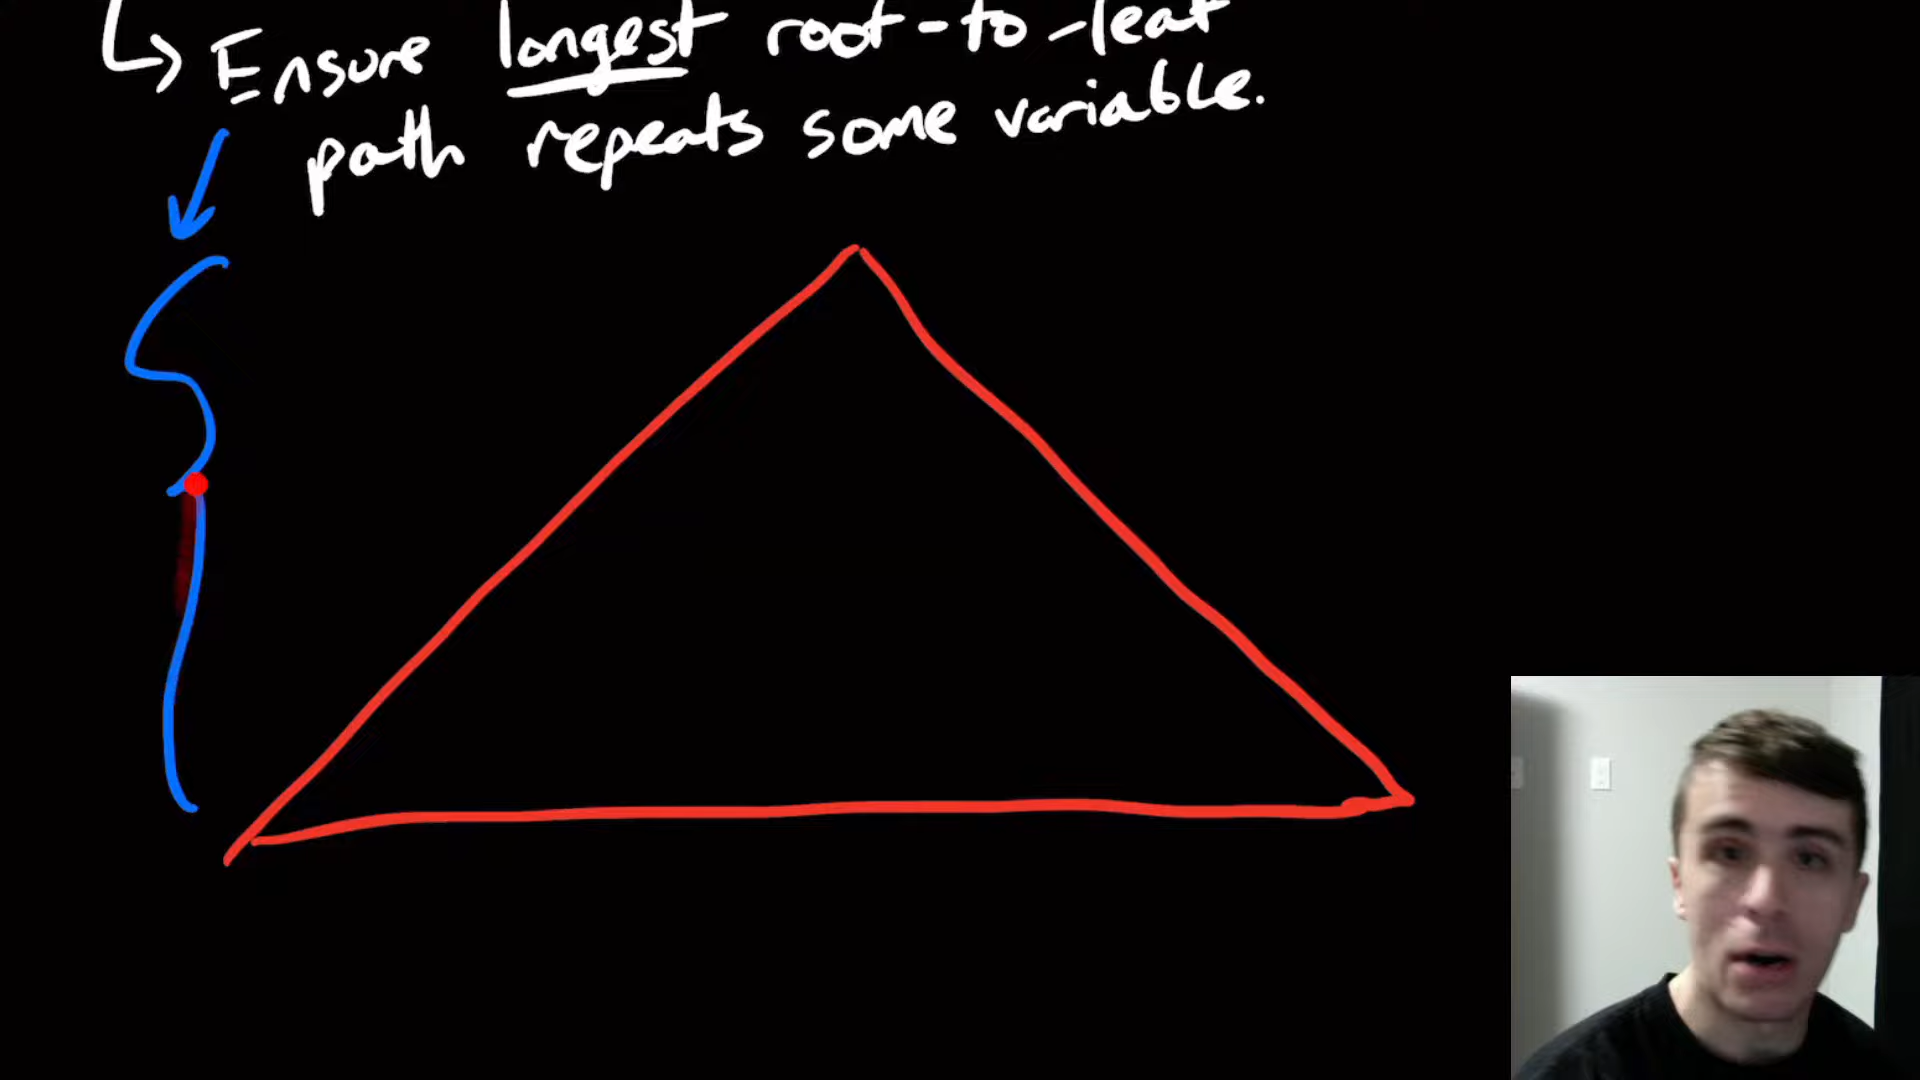 ↳ Ensure longest root-to-leaf
path repeats some variable.